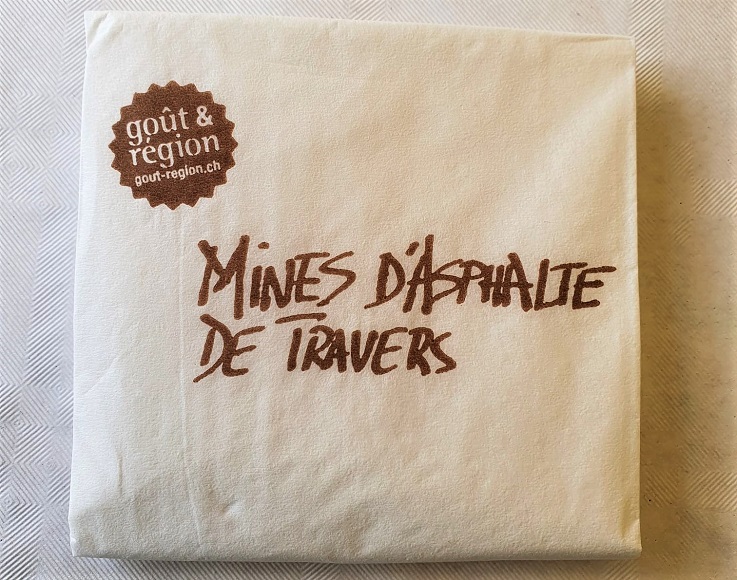 goût &
région
gout-region.ch
MINES D'ASPHALTE
DE TRAVERS